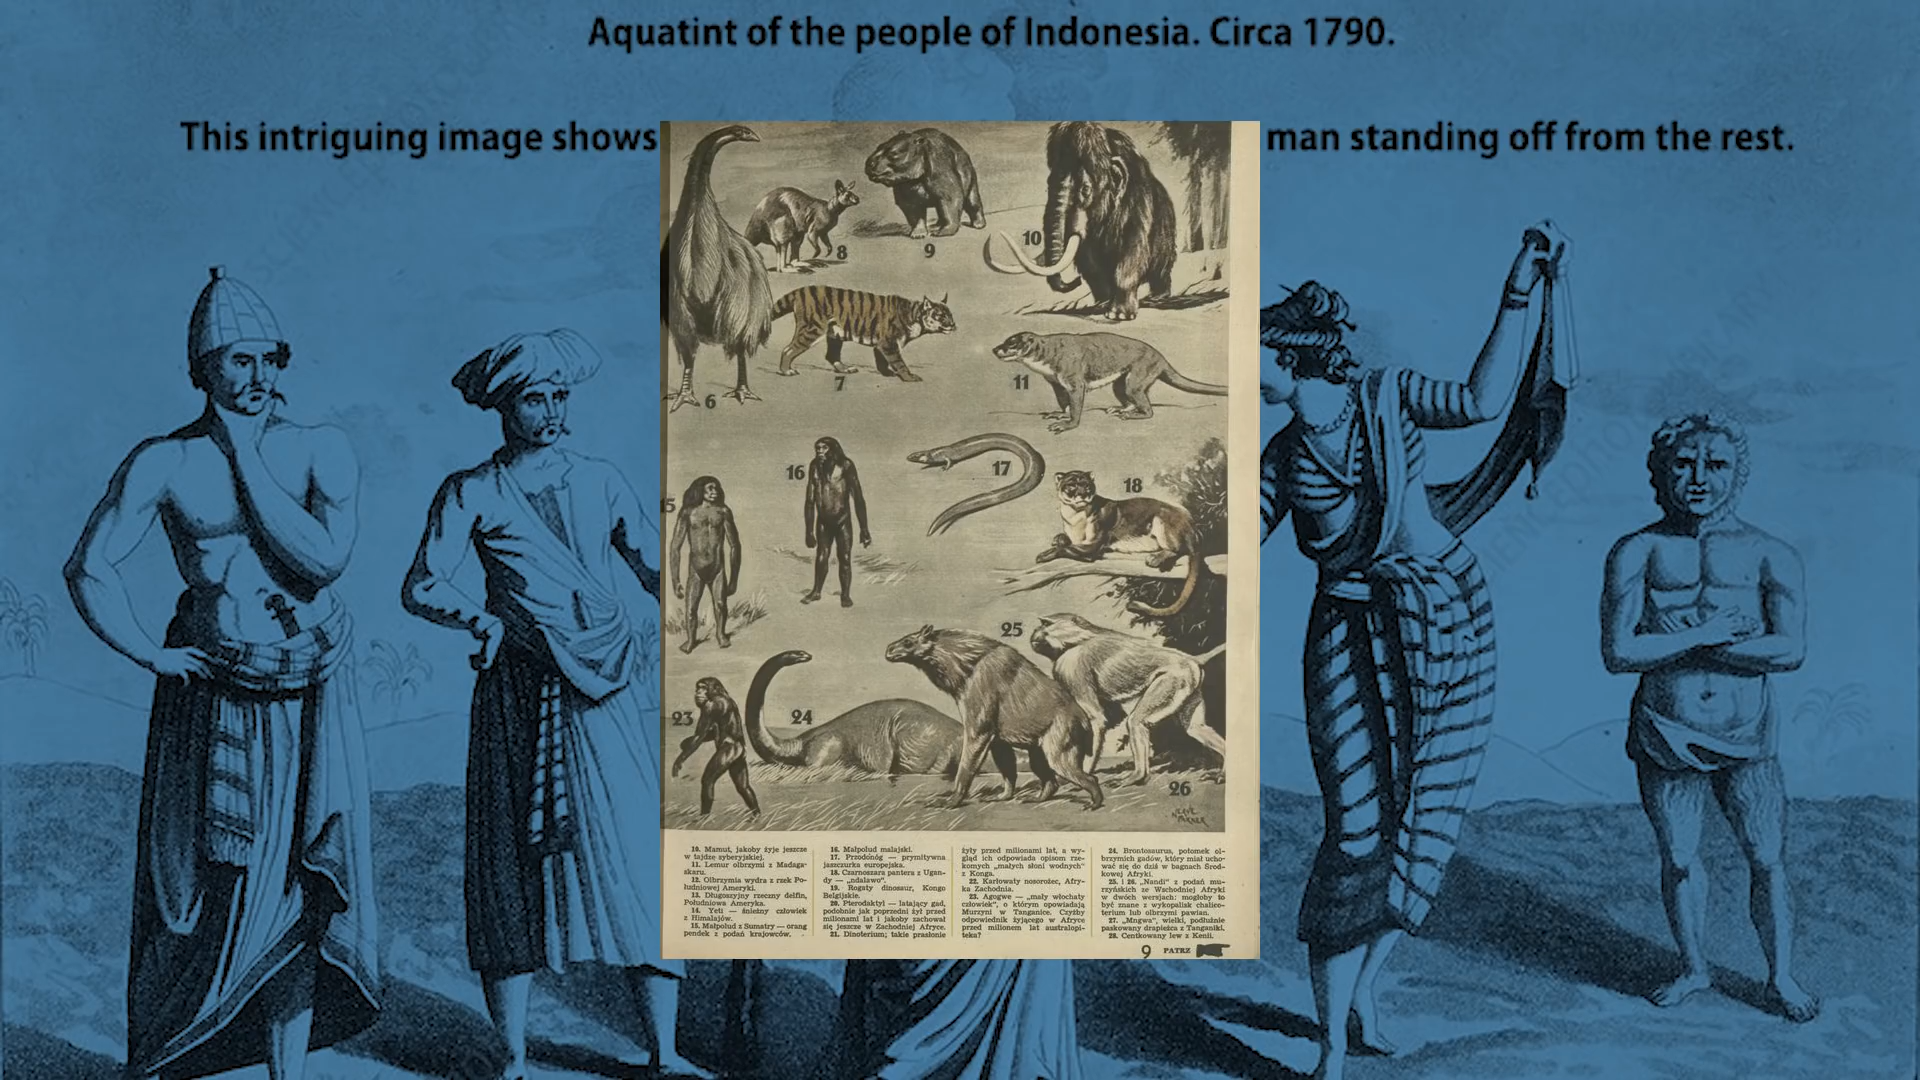 Aquatint of the people of Indonesia. Circa 1790.
This intriguing image shows
man standing off from the rest.
8
9
10
7
11
6
16
17
18
5
25
23
24
26
10. Mamut, jakoby żyje jeszcze
w tajdze syberyjskiej.
11. Lemur olbrzymi z Madaga-
skaru.
12. Olbrzymia wydra z rzek Po-
łudniowej Ameryki.
13. Długoszyjny rzeczny delfin,
Południowa Ameryka.
14. Yeti — śnieżny człowiek
z Himalajów.
15. Małpolud z Sumatry — orang
pendek z podań krajowców.
16. Małpolud malajski.
17. Przodonóg — prymitywna
jaszczurka europejska.
18. Czarnoszara pantera z Ugan-
dy — „ndalawo".
19. Rogaty dinosaur, Kongo
Belgijskie.
20. Pterodaktyl — latający gad,
podobnie jak poprzedni żył przed
milionami lat i jakoby zachował
się jeszcze w Zachodniej Afryce.
21. Dinoterium; takie prasłonie
żyły przed milionami lat, a wy-
gląd ich odpowiada opisom rze-
komych „małych słoni wodnych"
z Konga.
22. Karłowaty nosorożec, Afry-
ka Zachodnia.
23. Agogwe — „mały włochaty
człowiek", o którym opowiadają
Murzyni w Tanganice. Czyżby
odpowiednik żyjącego w Afryce
przed milionem lat australopi-
teka?
24. Brontosaurus, potomek ol-
brzymich gadów, który miał ucho-
wać się do dziś w bagnach Środ-
kowej Afryki.
25. i 26. „Nandi" z podań mu-
rzyńskich ze Wschodniej Afryki
w dwóch wersjach: mogłoby to
być znane z wykopalisk chalico-
terium lub olbrzymi pawian.
27. „Mngwa", wielki, podłużnie
paskowany drapieżca z Tanganiki.
28. Centkowany lew z Kenii.
9 PATRZ